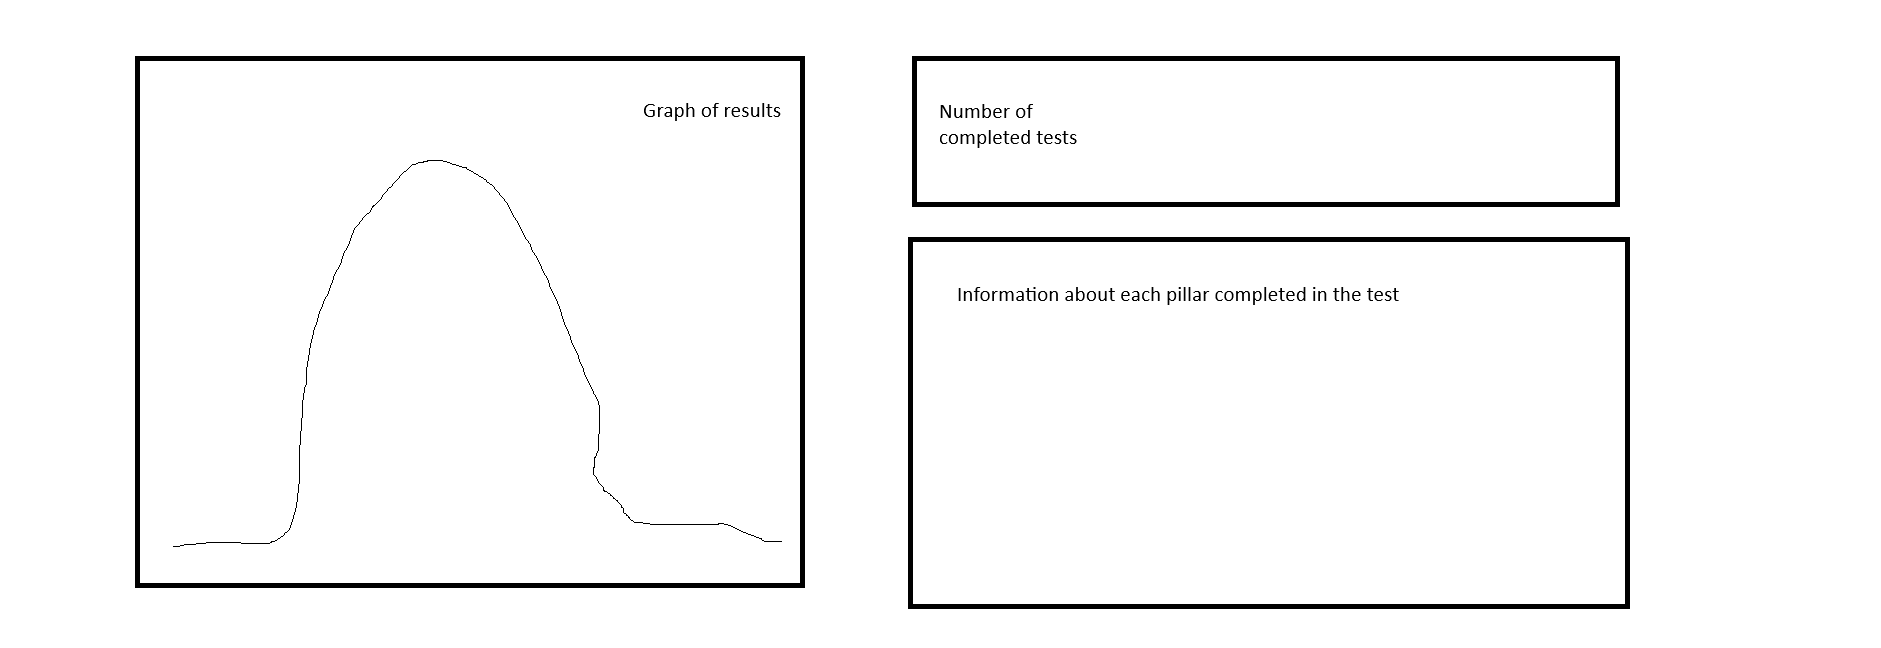 Graph of results
Number of
completed tests
Information about each pillar completed in the test